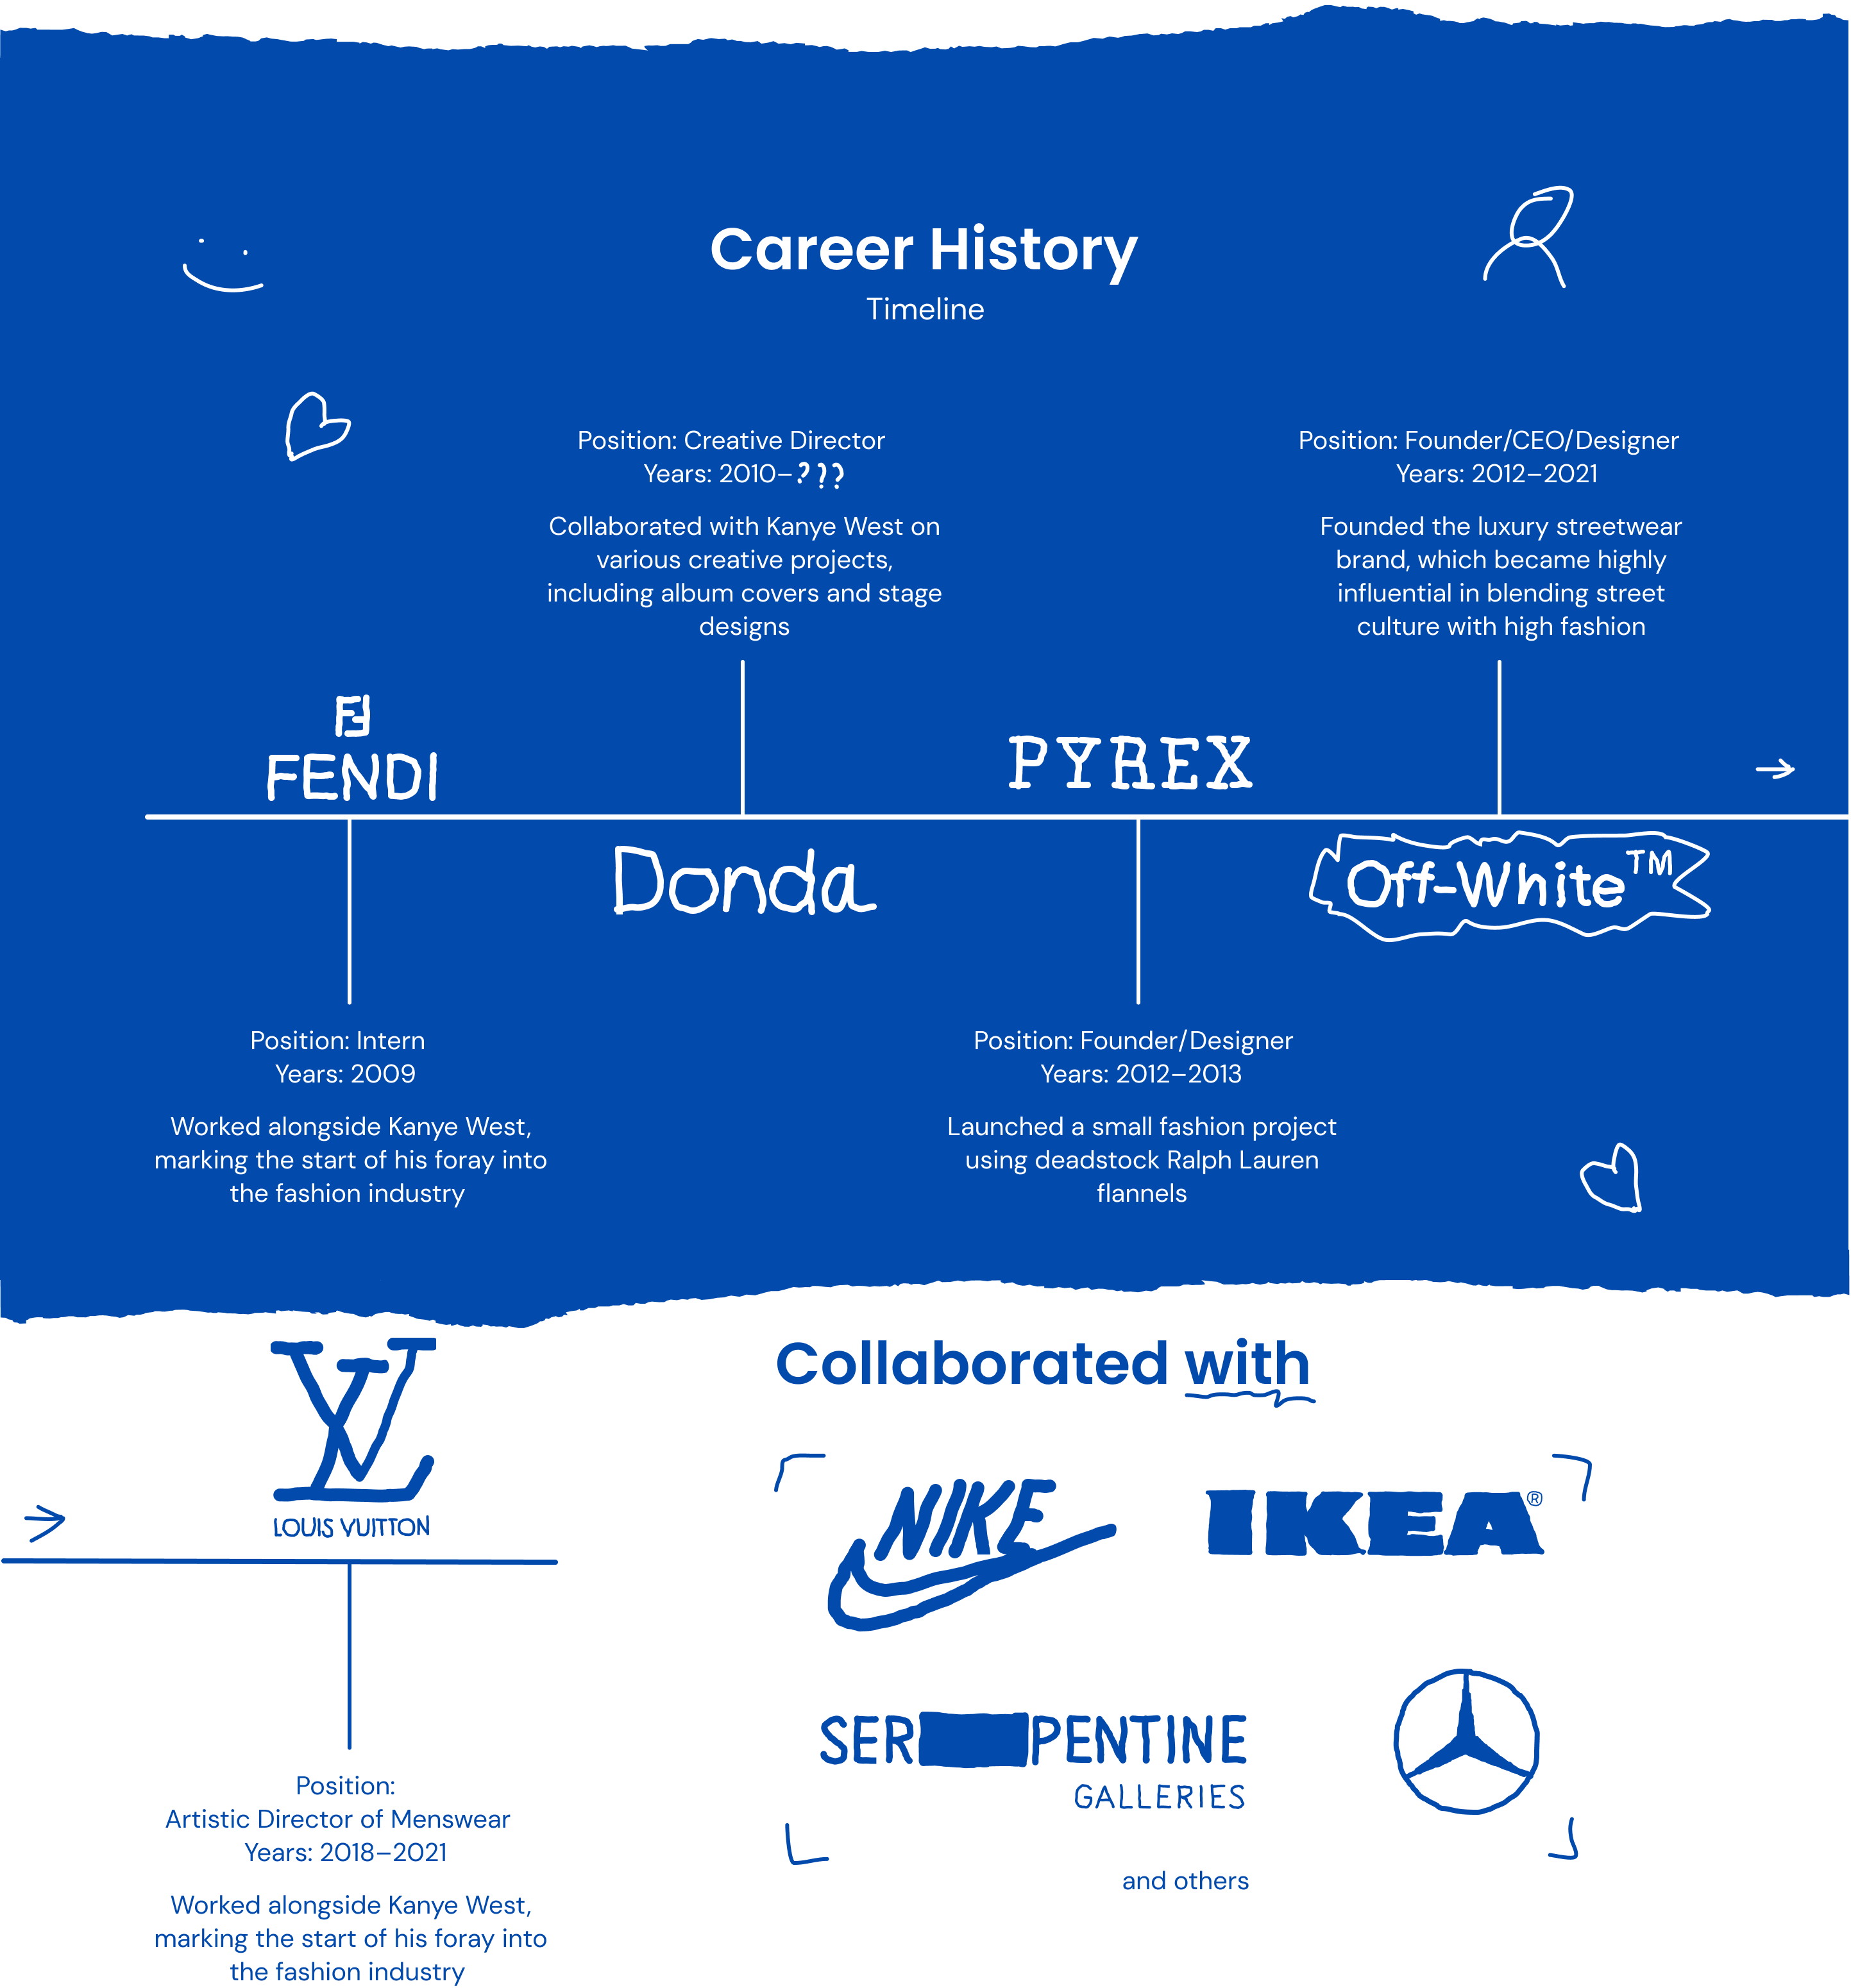 Career History
Timeline
Position: Creative Director
Years: 2010–???
Collaborated with Kanye West on
various creative projects,
including album covers and stage
designs
Position: Founder/CEO/Designer
Years: 2012–2021
Founded the luxury streetwear
brand, which became highly
influential in blending street
culture with high fashion
FF
FENDI
Donda
PYREX
Off-White™
Position: Intern
Years: 2009
Worked alongside Kanye West,
marking the start of his foray into
the fashion industry
Position: Founder/Designer
Years: 2012–2013
Launched a small fashion project
using deadstock Ralph Lauren
flannels
LV
LOUIS VUITTON
Position:
Artistic Director of Menswear
Years: 2018–2021
Worked alongside Kanye West,
marking the start of his foray into
the fashion industry
Collaborated with
NIKE
IKEA®
SER PENTINE
GALLERIES
and others